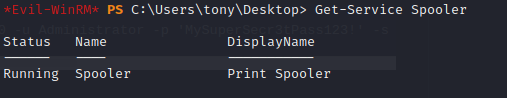 *Evil-WinRM* PS C:\Users\tony\Desktop> Get-Service Spooler
Status Name DisplayName
------ ---- -----------
Running Spooler Print Spooler